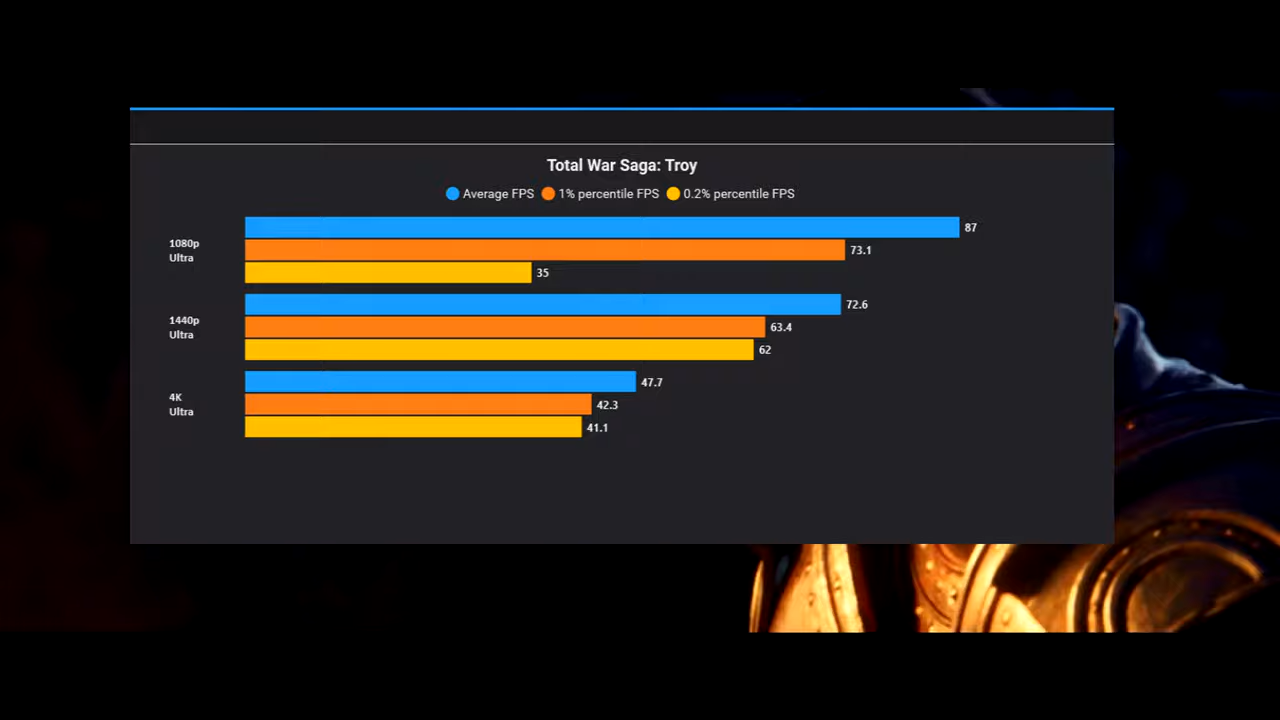 Total War Saga: Troy
Average FPS 1% percentile FPS 0.2% percentile FPS
1080p
Ultra
87
73.1
35
1440p
Ultra
72.6
63.4
62
4K
Ultra
47.7
42.3
41.1